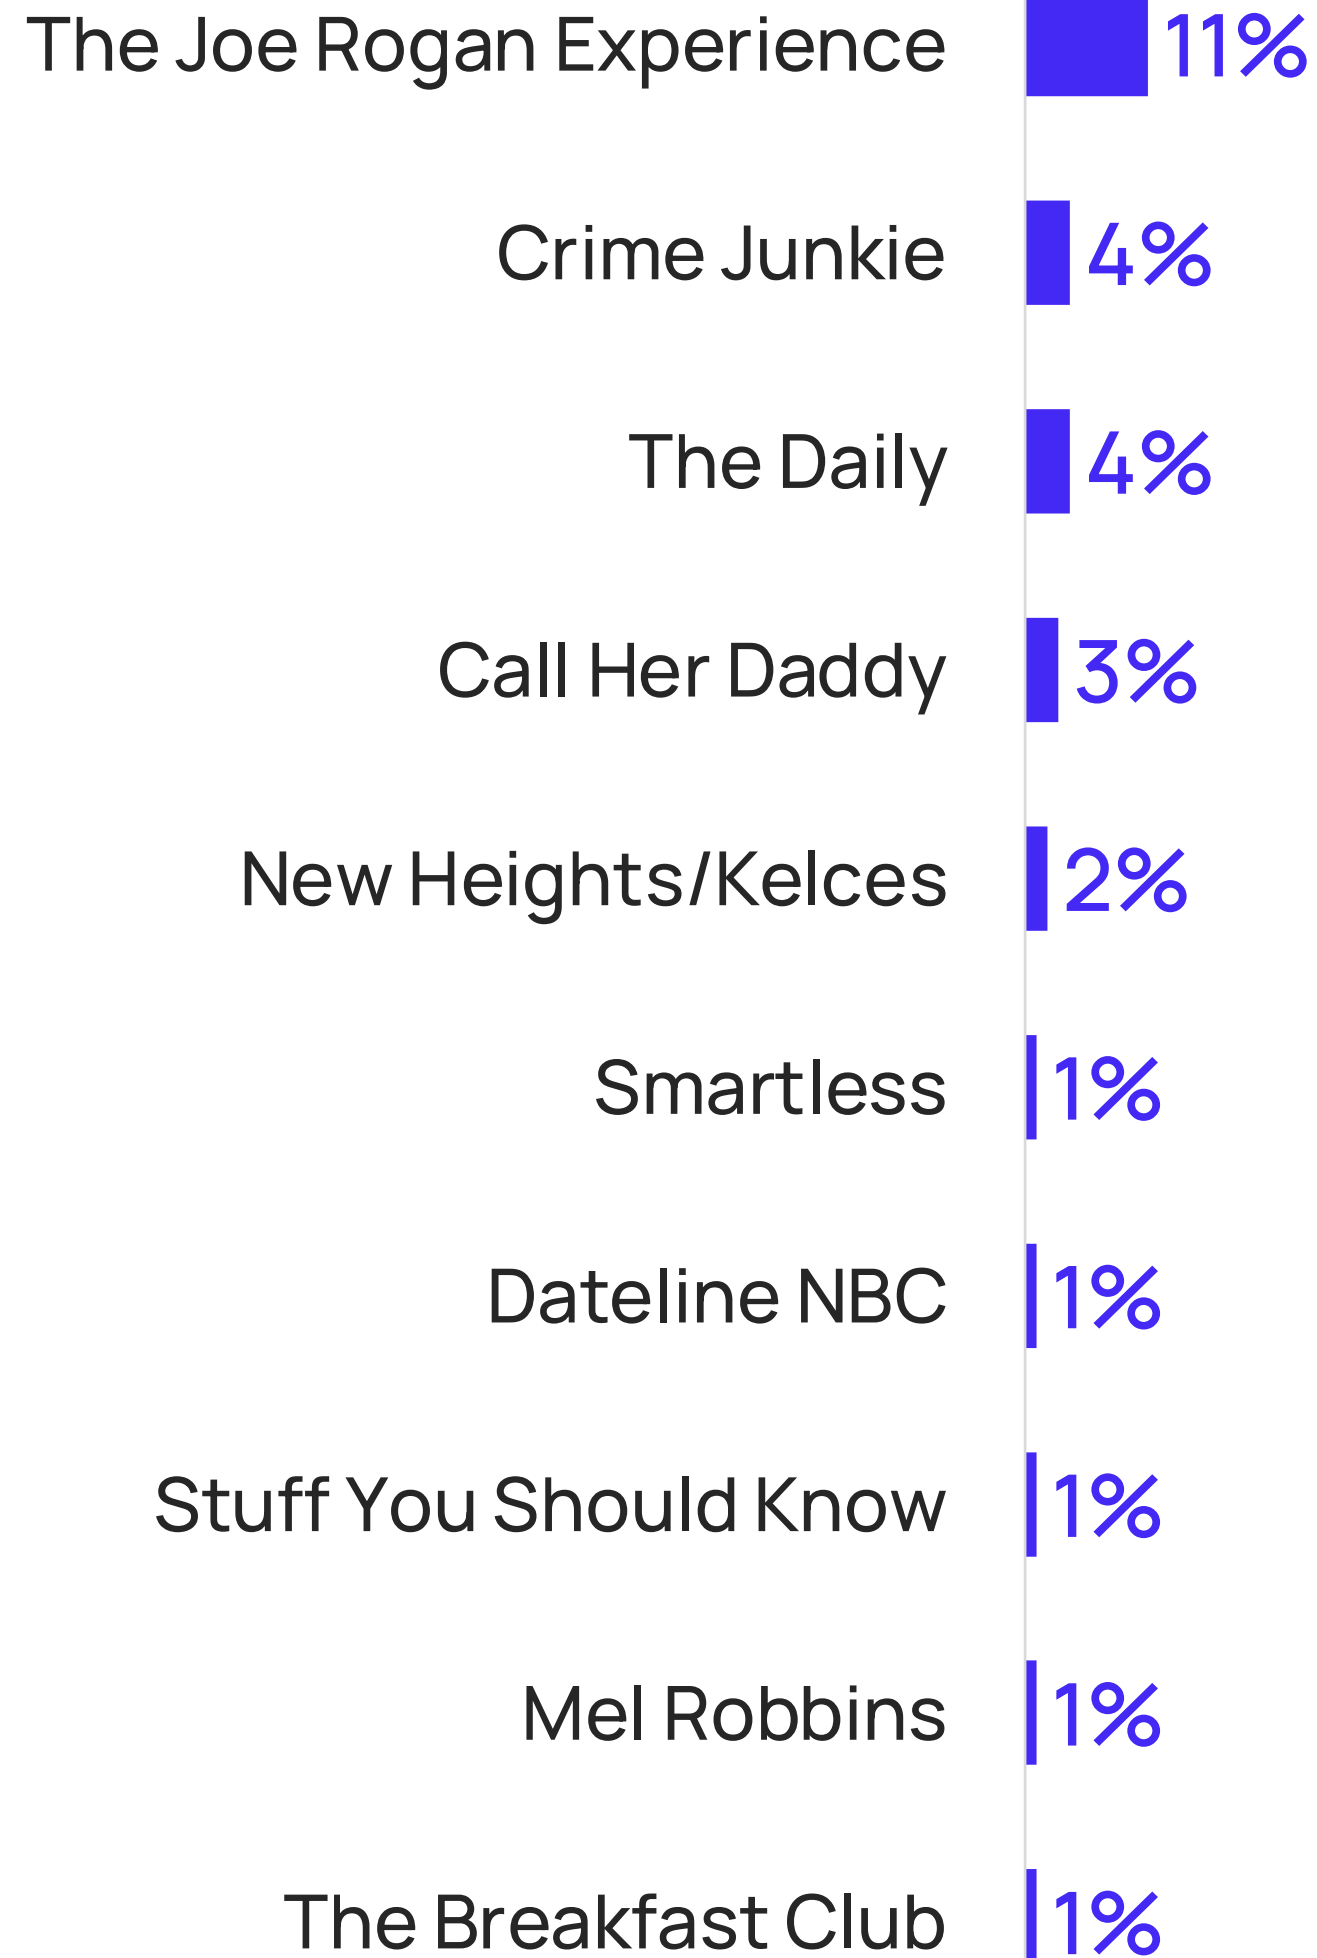 The Joe Rogan Experience 11%
Crime Junkie 4%
The Daily 4%
Call Her Daddy 3%
New Heights/Kelces 2%
Smartless 1%
Dateline NBC 1%
Stuff You Should Know 1%
Mel Robbins 1%
The Breakfast Club 1%